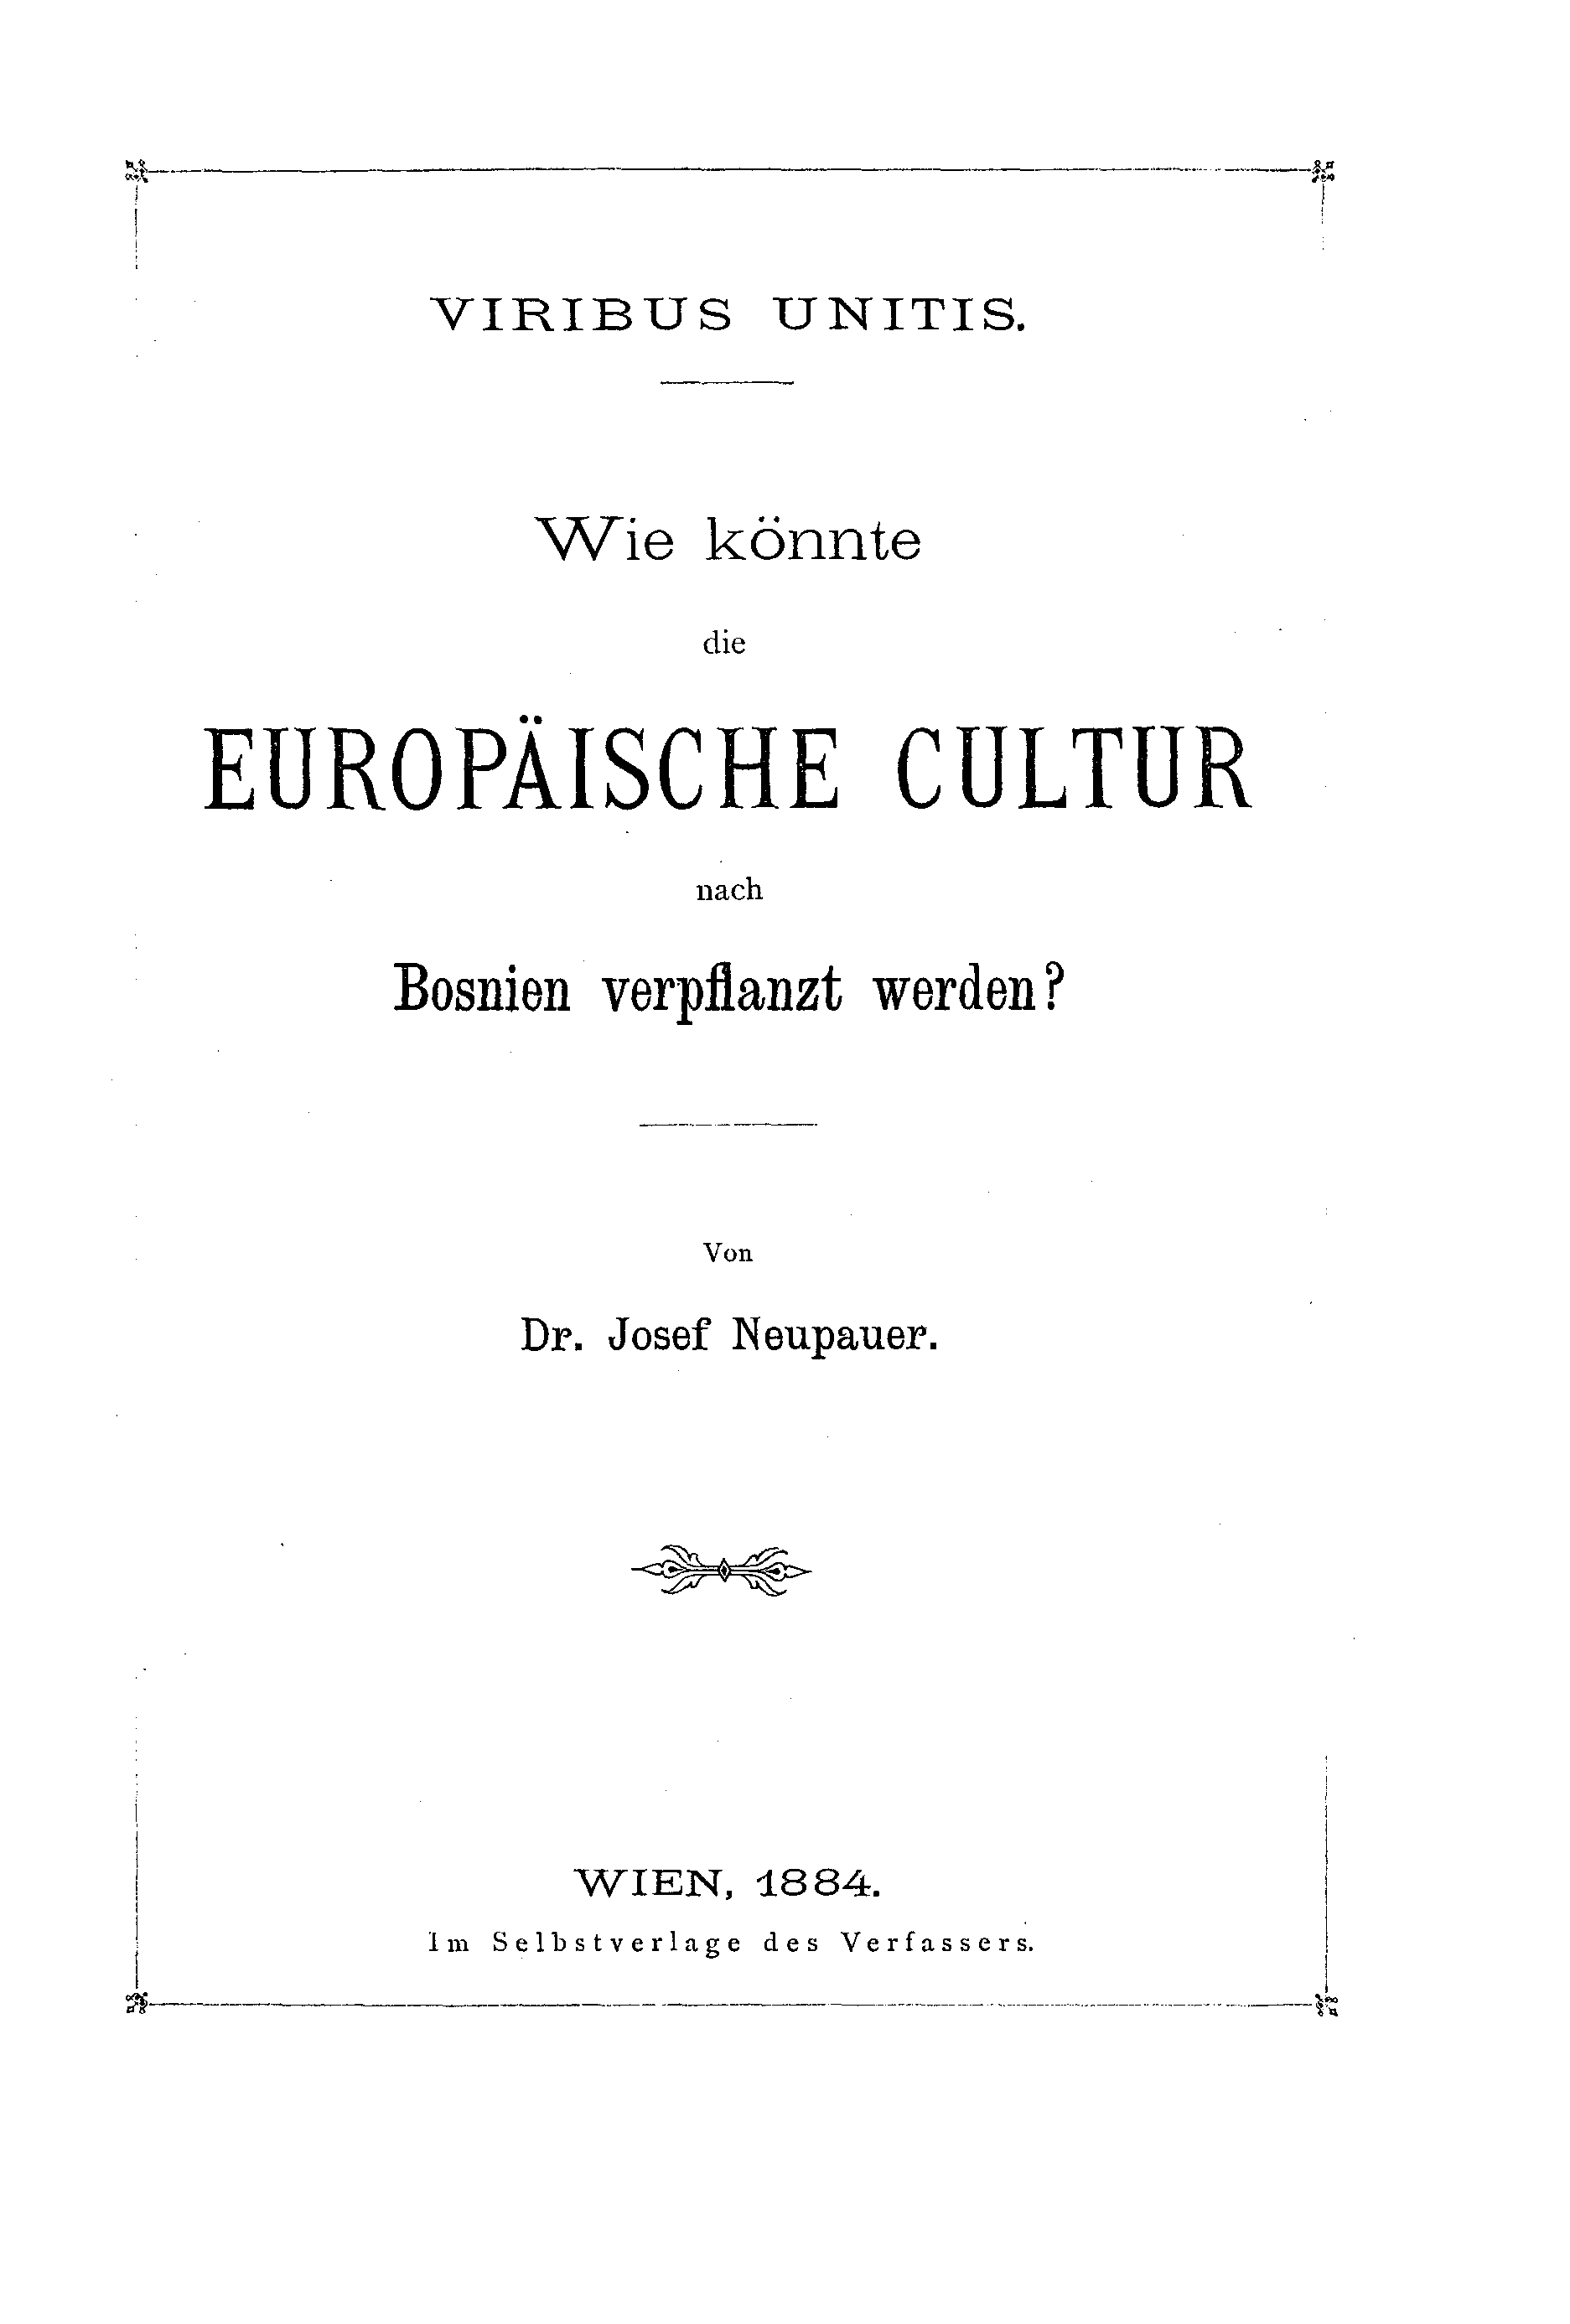 VIRIBUS UNITIS.
Wie könnte
die
EUROPÄISCHE CULTUR
nach
Bosnien verpflanzt werden?
Von
Dr. Josef Neupauer.
WIEN, 1884.
Im Selbstverlage des Verfassers.